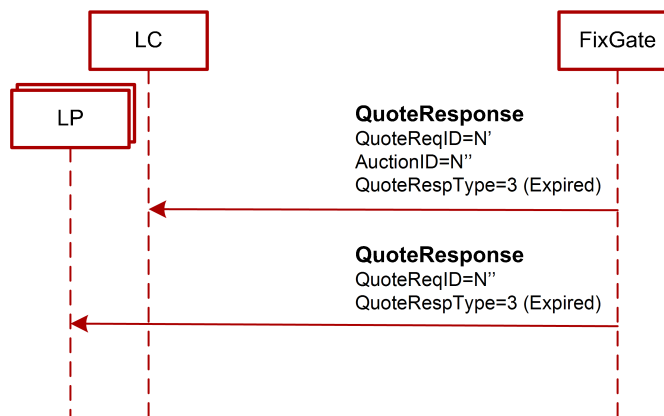 LC
FixGate
LP
QuoteResponse
QuoteReqID=N’
AuctionID=N’’
QuoteRespType=3 (Expired)
QuoteResponse
QuoteReqID=N’’
QuoteRespType=3 (Expired)